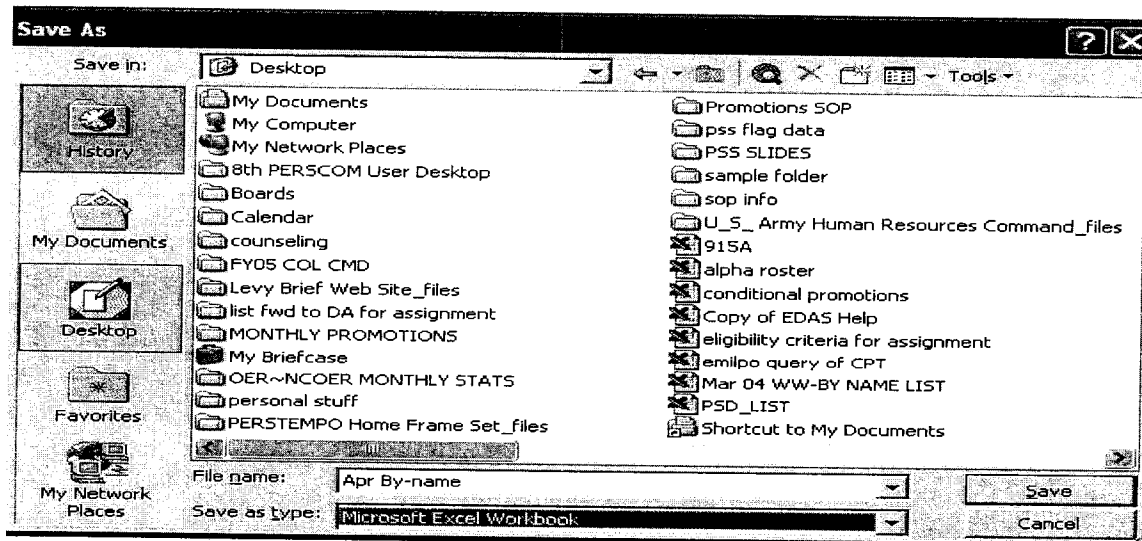 Save As
Save in:
Desktop
Tools
History
My Documents
Desktop
Favorites
My Network
Places
My Documents
My Computer
My Network Places
8th PERSCOM User Desktop
Boards
Calendar
counseling
FY05 COL CMD
Levy Brief Web Site_files
list fwd to DA for assignment
MONTHLY PROMOTIONS
My Briefcase
OER~NCOER MONTHLY STATS
personal stuff
PERSTEMPO Home Frame Set_files
Promotions SOP
pss flag data
PSS SLIDES
sample folder
sop info
U_S_ Army Human Resources Command_files
915A
alpha roster
conditional promotions
Copy of EDAS Help
eligibility criteria for assignment
emilpo query of CPT
Mar 04 WW-BY NAME LIST
PSD_LIST
Shortcut to My Documents
File name:
Apr By-name
Save
Save as type:
Microsoft Excel Workbook
Cancel